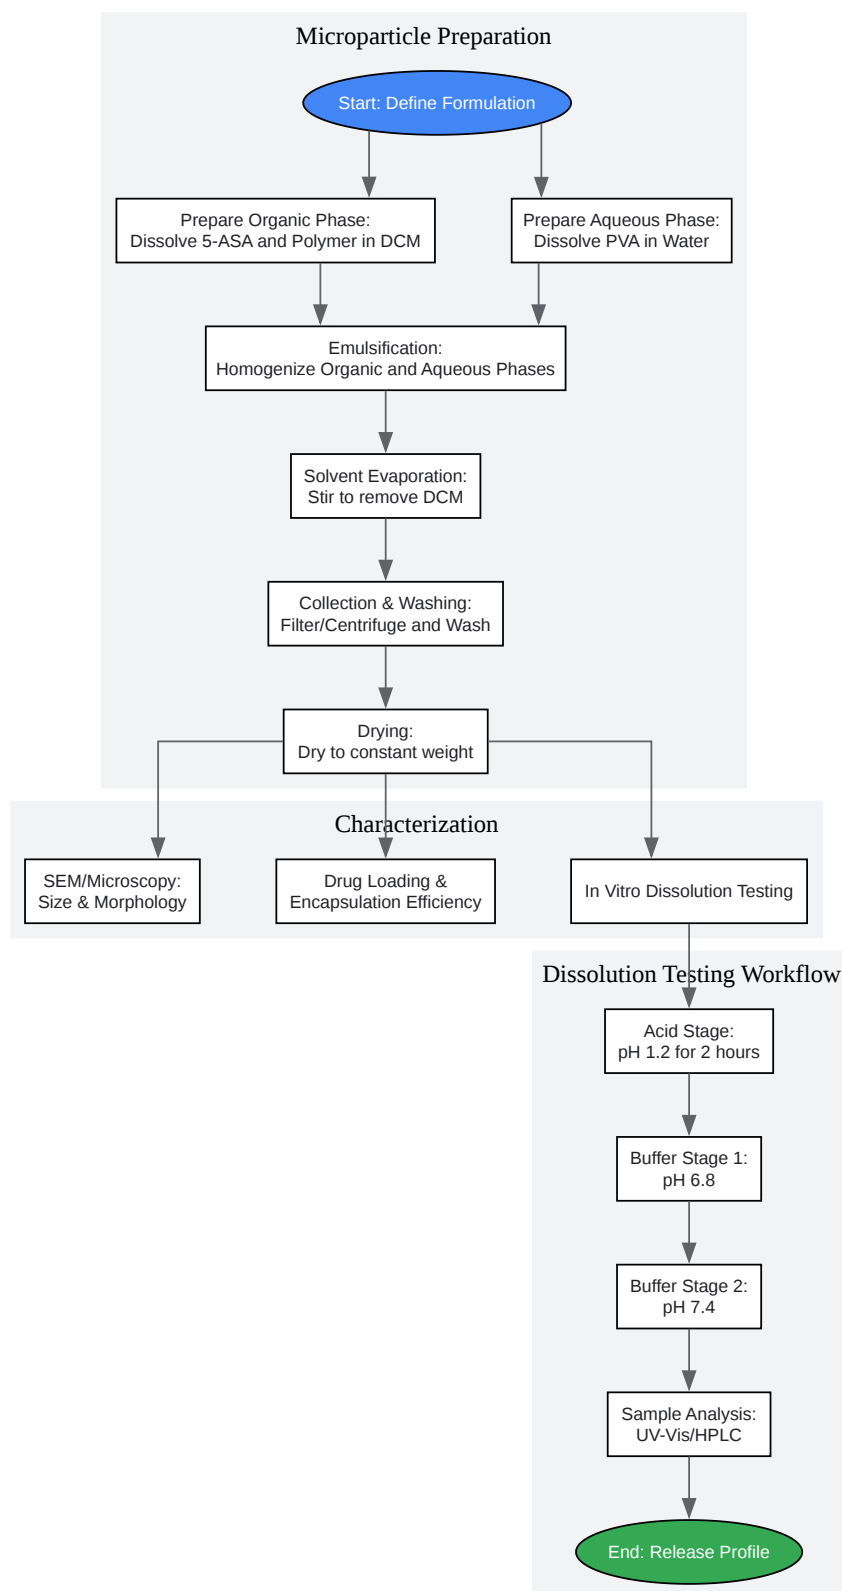 Microparticle Preparation
Start: Define Formulation
Prepare Organic Phase:
Dissolve 5-ASA and Polymer in DCM
Prepare Aqueous Phase:
Dissolve PVA in Water
Emulsification:
Homogenize Organic and Aqueous Phases
Solvent Evaporation:
Stir to remove DCM
Collection & Washing:
Filter/Centrifuge and Wash
Drying:
Dry to constant weight
Characterization
SEM/Microscopy:
Size & Morphology
Drug Loading &
Encapsulation Efficiency
In Vitro Dissolution Testing
Dissolution Testing Workflow
Acid Stage:
pH 1.2 for 2 hours
Buffer Stage 1:
pH 6.8
Buffer Stage 2:
pH 7.4
Sample Analysis:
UV-Vis/HPLC
End: Release Profile